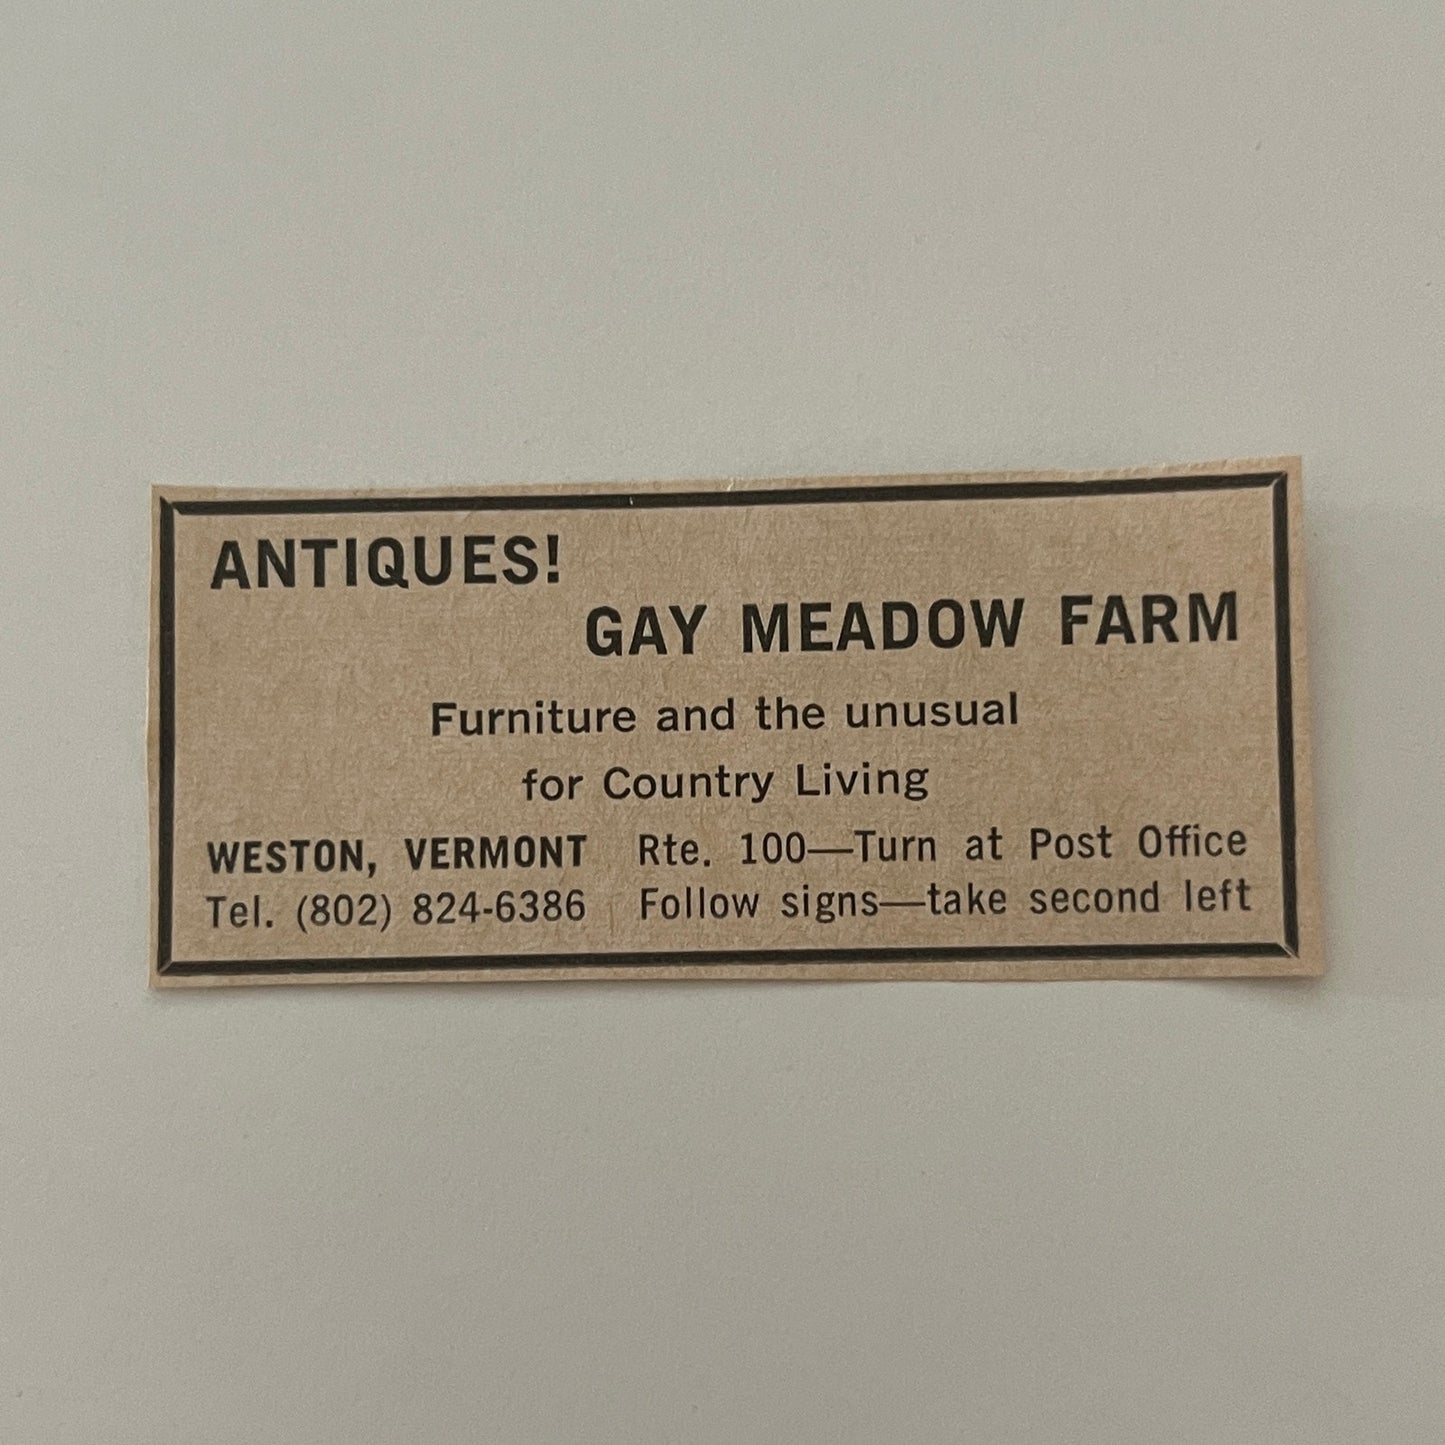 ANTIQUES!
GAY MEADOW FARM
Furniture and the unusual
for Country Living
WESTON, VERMONT Rte. 100—Turn at Post Office
Tel. (802) 824-6386 Follow signs—take second left